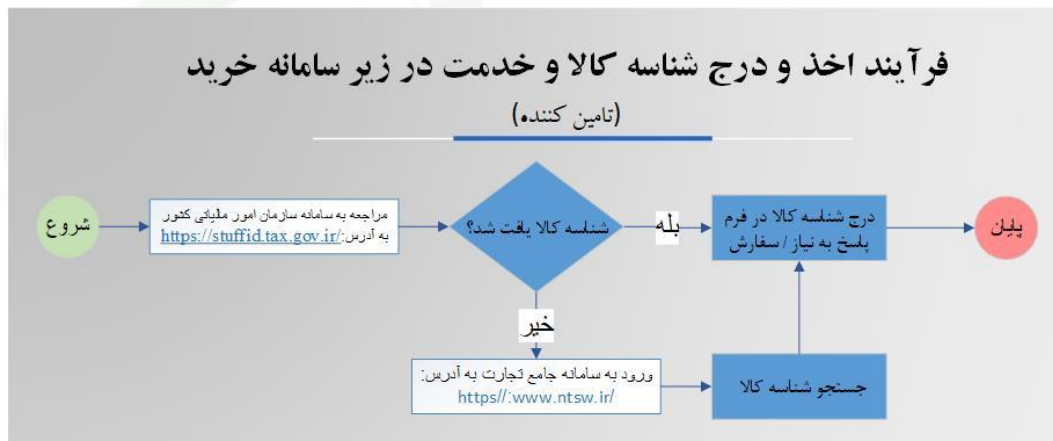 فرآیند اخذ و درج شناسه کالا و خدمت در زیر سامانه خرید
(تامین کننده)
شروع
مراجعه به سامانه سازمان امور مالیاتی کشور
به آدرس:https://stuffid.tax.gov.ir/
شناسه کالا یافت شد؟
بله
درج شناسه کالا در فرم
پاسخ به نیاز / سفارش
پایان
خیر
ورود به سامانه جامع تجارت به آدرس:
https//:www.ntsw.ir/
جستجو شناسه کالا